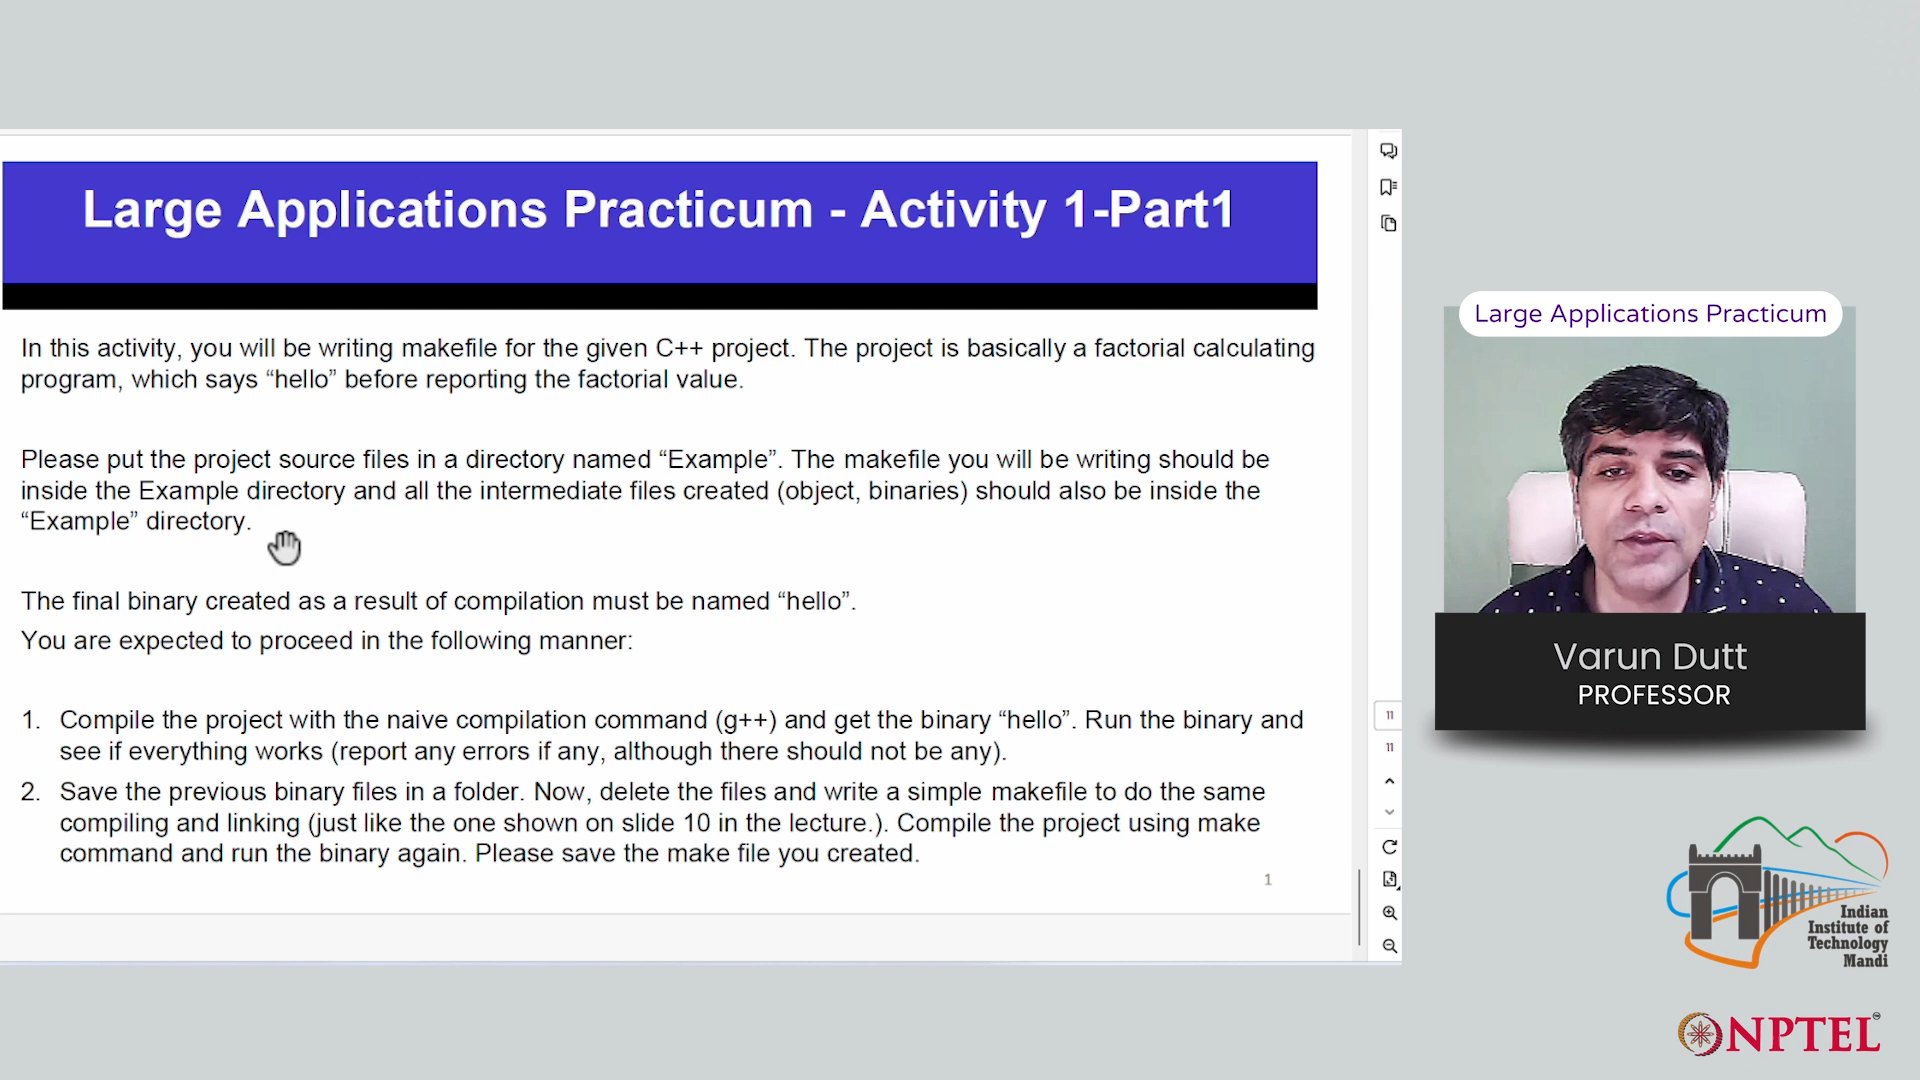 Large Applications Practicum - Activity 1-Part1
In this activity, you will be writing makefile for the given C++ project. The project is basically a factorial calculating
program, which says “hello” before reporting the factorial value.
Please put the project source files in a directory named “Example”. The makefile you will be writing should be
inside the Example directory and all the intermediate files created (object, binaries) should also be inside the
“Example” directory.
The final binary created as a result of compilation must be named “hello”.
You are expected to proceed in the following manner:
1. Compile the project with the naive compilation command (g++) and get the binary “hello”. Run the binary and
see if everything works (report any errors if any, although there should not be any).
2. Save the previous binary files in a folder. Now, delete the files and write a simple makefile to do the same
compiling and linking (just like the one shown on slide 10 in the lecture.). Compile the project using make
command and run the binary again. Please save the make file you created.
1
11
11
Large Applications Practicum
Varun Dutt
PROFESSOR
Indian
Institute of
Technology
Mandi
NPTEL